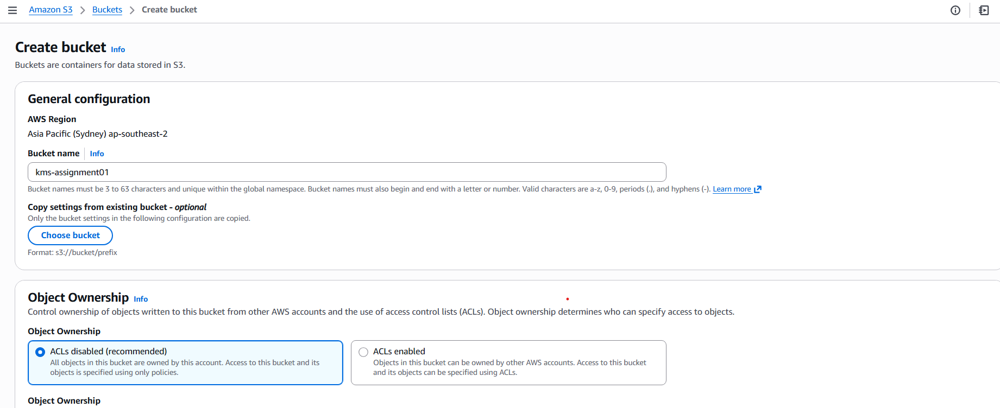 Amazon S3 > Buckets > Create bucket
Create bucket Info
Buckets are containers for data stored in S3.
General configuration
AWS Region
Asia Pacific (Sydney) ap-southeast-2
Bucket name Info
kms-assignment01
Bucket names must be 3 to 63 characters and unique within the global namespace. Bucket names must also begin and end with a letter or number. Valid characters are a-z, 0-9, periods (.), and hyphens (-). Learn more
Copy settings from existing bucket - optional
Only the bucket settings in the following configuration are copied.
Choose bucket
Format: s3://bucket/prefix
Object Ownership Info
Control ownership of objects written to this bucket from other AWS accounts and the use of access control lists (ACLs). Object ownership determines who can specify access to objects.
Object Ownership
ACLs disabled (recommended)
All objects in this bucket are owned by this account. Access to this bucket and its
objects is specified using only policies.
ACLs enabled
Objects in this bucket can be owned by other AWS accounts. Access to this bucket
and its objects can be specified using ACLs.
Object Ownership